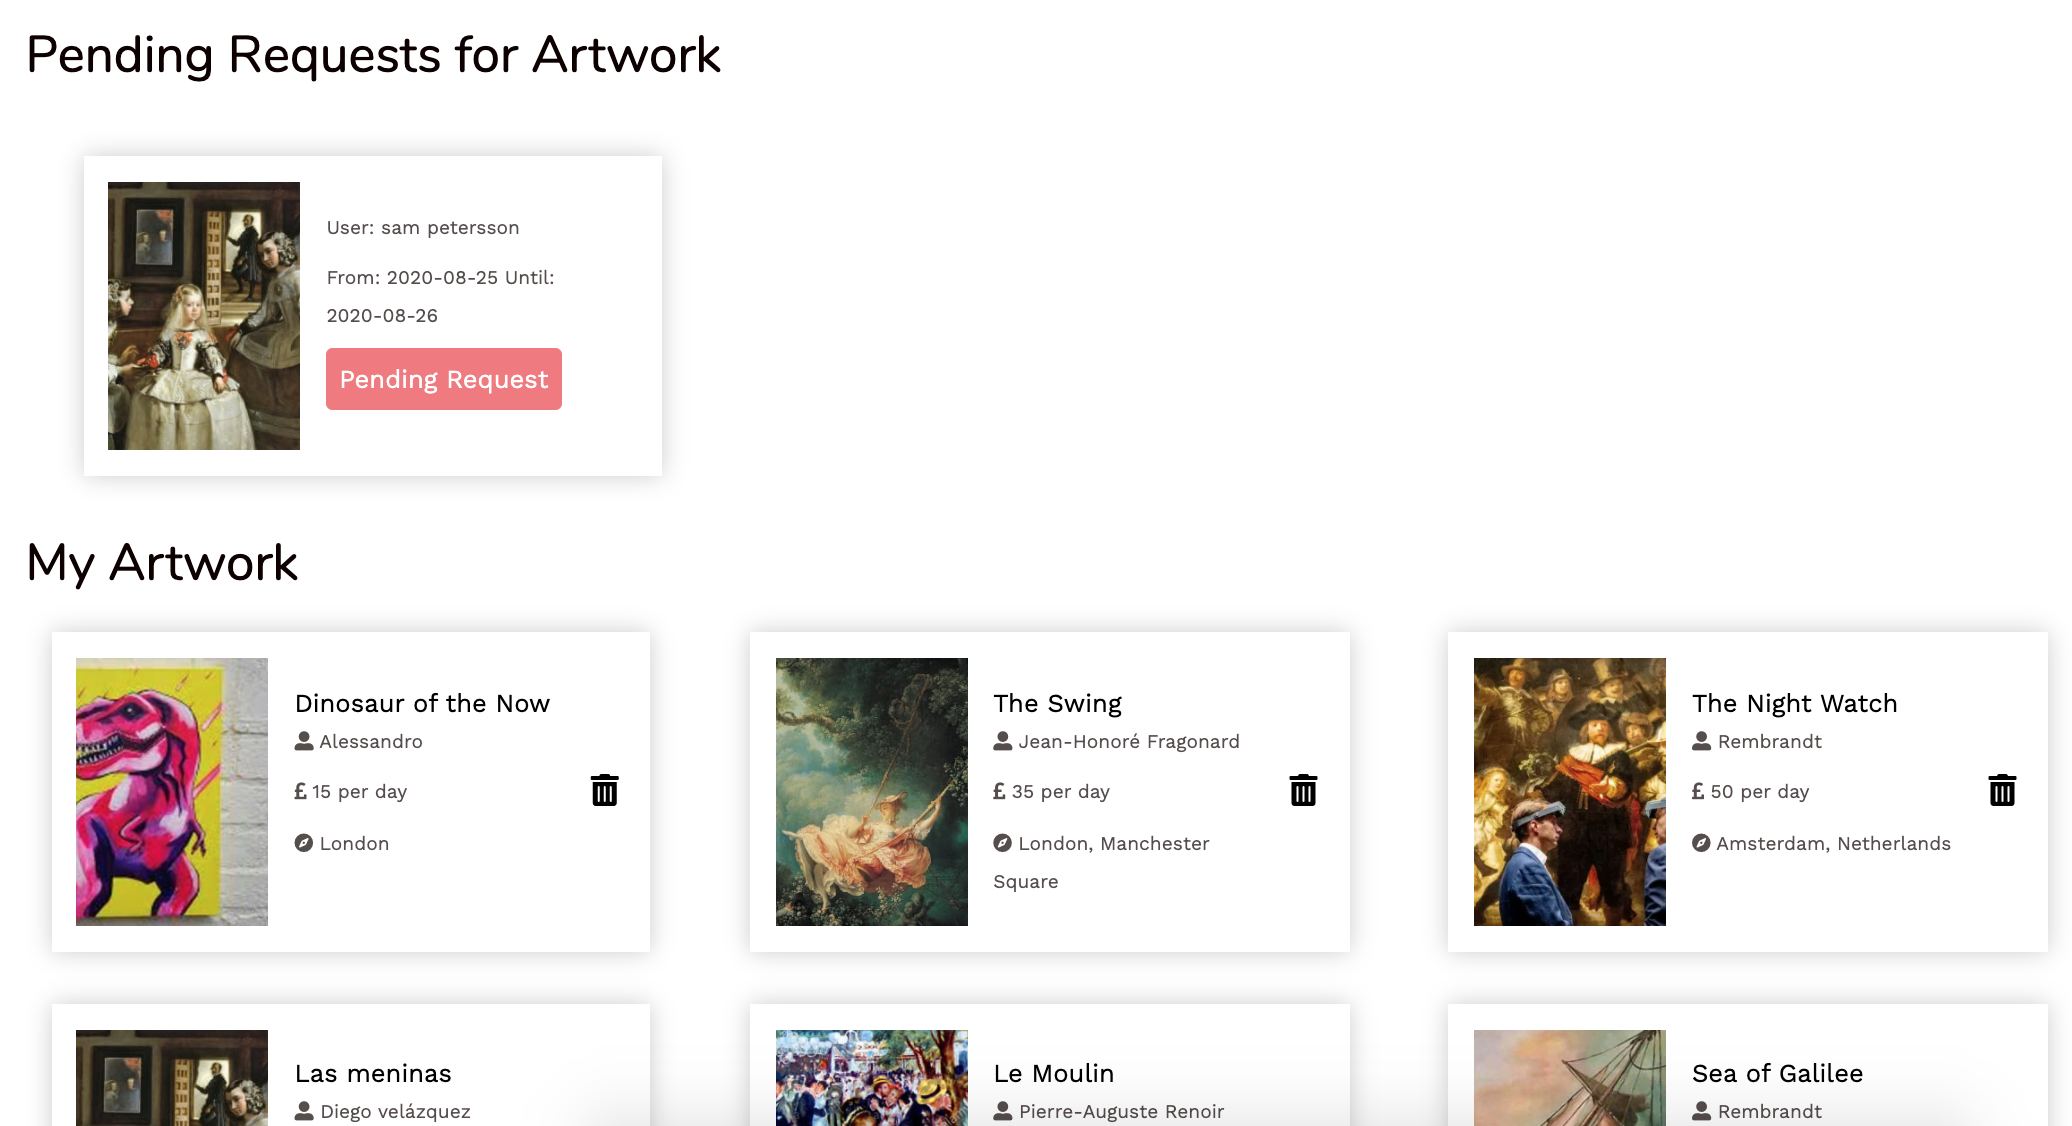 Pending Requests for Artwork
User: sam petersson
From: 2020-08-25 Until:
2020-08-26
Pending Request
My Artwork
Dinosaur of the Now
Alessandro
£ 15 per day
London
The Swing
Jean-Honoré Fragonard
£ 35 per day
London, Manchester
Square
The Night Watch
Rembrandt
£ 50 per day
Amsterdam, Netherlands
Las meninas
Diego velázquez
Le Moulin
Pierre-Auguste Renoir
Sea of Galilee
Rembrandt